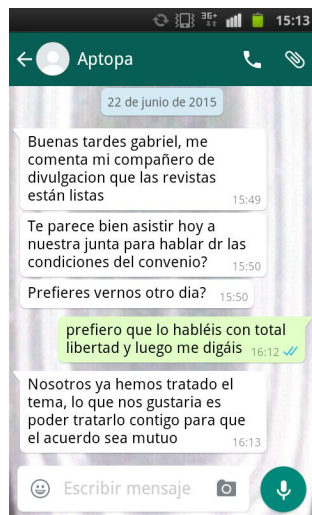 3G+ 15:13
Aptopa
22 de junio de 2015
Buenas tardes gabriel, me
comenta mi compañero de
divulgacion que las revistas
están listas
15:49
Te parece bien asistir hoy a
nuestra junta para hablar dr las
condiciones del convenio?
15:50
Prefieres vernos otro dia? 15:50
prefiero que lo habléis con total
libertad y luego me digáis 16:12
Nosotros ya hemos tratado el
tema, lo que nos gustaria es
poder tratarlo contigo para que
el acuerdo sea mutuo
16:13
Escribir mensaje